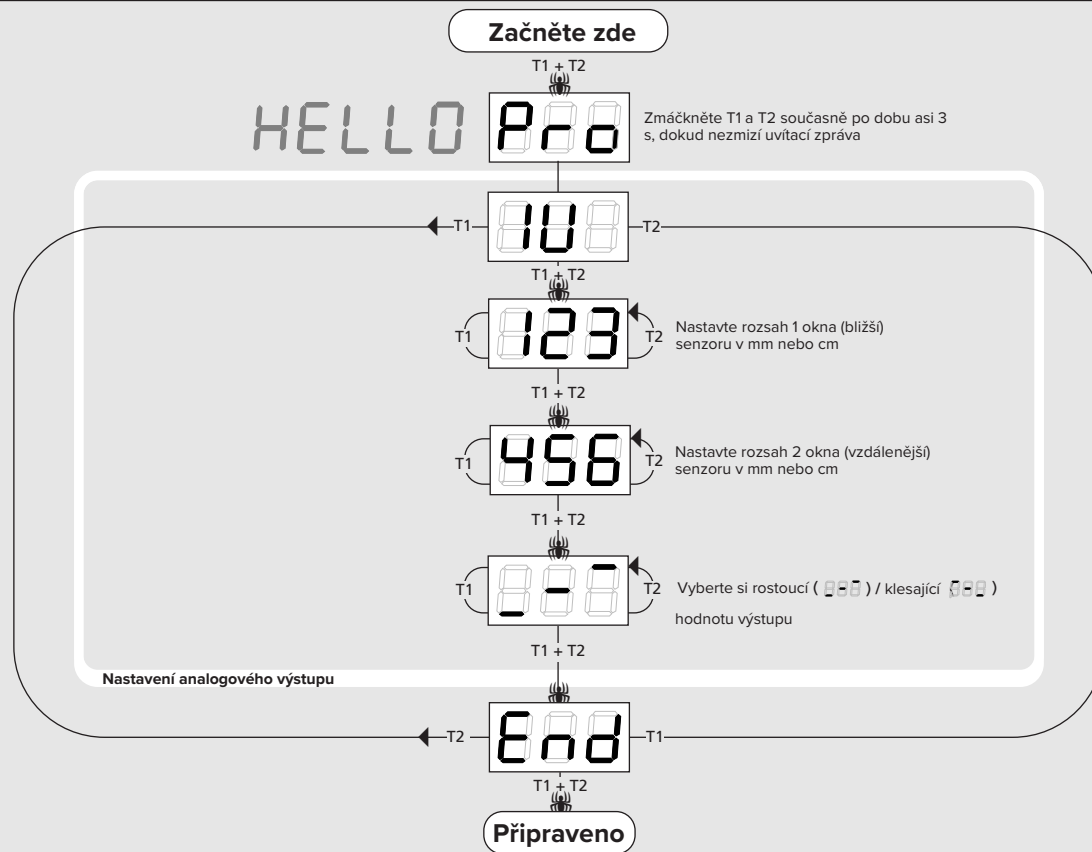 Začněte zde
T1 + T2
HELLO Pro
Zmáčkněte T1 a T2 současně po dobu asi 3
s, dokud nezmizí uvítací zpráva
T1 1U T2
T1 + T2
T1 123 T2
Nastavte rozsah 1 okna (bližší)
senzoru v mm nebo cm
T1 + T2
T1 456 T2
Nastavte rozsah 2 okna (vzdálenější)
senzoru v mm nebo cm
T1 + T2
T1 _-‾ T2
Vyberte si rostoucí ( _-‾ ) / klesající ( ‾-_ )
hodnotu výstupu
T1 + T2
Nastavení analogového výstupu
T2 End T1
T1 + T2
Připraveno